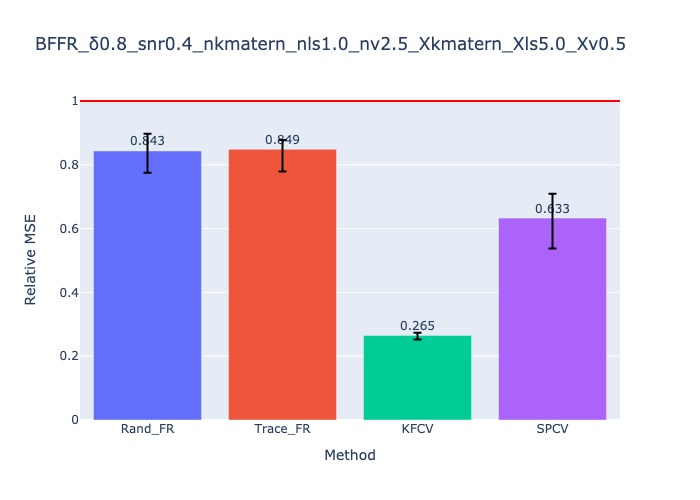 BFFR_δ0.8_snr0.4_nkmatern_nls1.0_nv2.5_Xkmatern_Xls5.0_Xv0.5
1
0.8
0.6
0.4
0.2
0
Relative MSE
0.843
0.849
0.265
0.633
Rand_FR
Trace_FR
KFCV
SPCV
Method